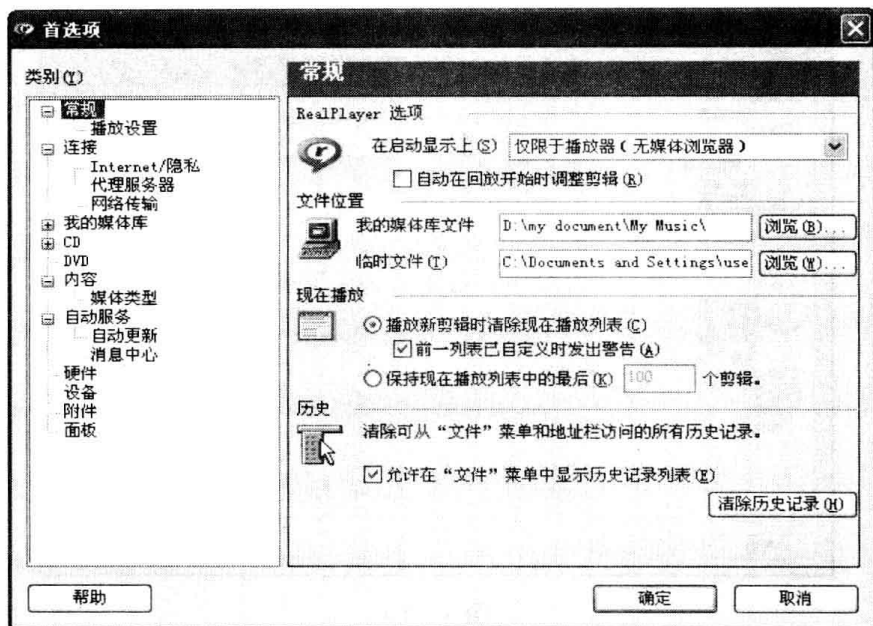 首选项
类别(Y)
常规
播放设置
连接
Internet/隐私
代理服务器
网络传输
我的媒体库
CD
DVD
内容
媒体类型
自动服务
自动更新
消息中心
硬件
设备
附件
面板
常规
RealPlayer 选项
在启动显示上(S) 仅限于播放器(无媒体浏览器)
自动在回放开始时调整剪辑(R)
文件位置
我的媒体库文件 D:\my document\My Music\ 浏览(B)...
临时文件(T) C:\Documents and Settings\use 浏览(W)...
现在播放
播放新剪辑时清除现在播放列表(C)
前一列表已自定义时发出警告(A)
保持现在播放列表中的最后(K) 100 个剪辑。
历史
清除可从“文件”菜单和地址栏访问的所有历史记录。
允许在“文件”菜单中显示历史记录列表(E)
清除历史记录(H)
帮助 确定 取消